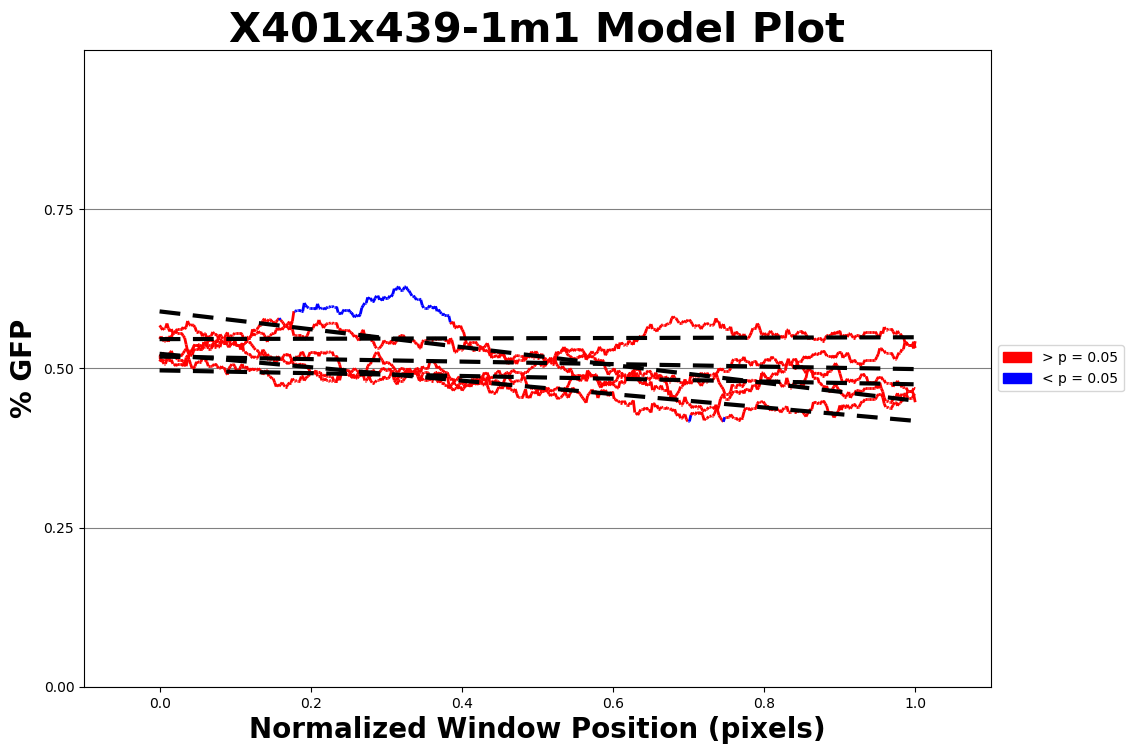 X401x439-1m1 Model Plot
% GFP
0.75
0.50
0.25
0.00
0.0 0.2 0.4 0.6 0.8 1.0
Normalized Window Position (pixels)
> p = 0.05
< p = 0.05